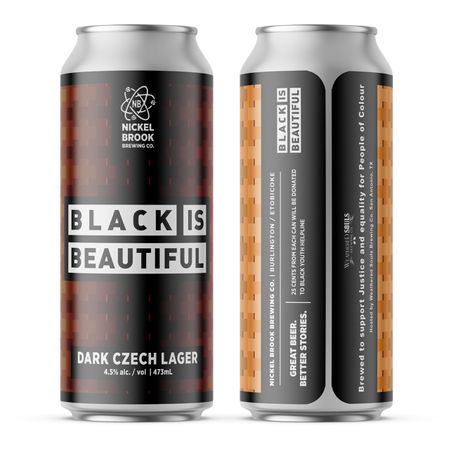 NB
NICKEL
BROOK
BREWING CO.
BLACK IS
BEAUTIFUL
DARK CZECH LAGER
4.5% alc. / vol | 473mL
BLACK IS
BEAUTIFUL
25 CENTS FROM EACH CAN WILL BE DONATED
TO BLACK YOUTH HELPLINE
NICKEL BROOK BREWING CO. | BURLINGTON / ETOBICOKE
GREAT BEER.
BETTER STORIES.
WEATHERED SOULS
Brewed to support Justice and equality for People of Colour
Hosted by Weathered Souls Brewing Co. San Antonio, TX